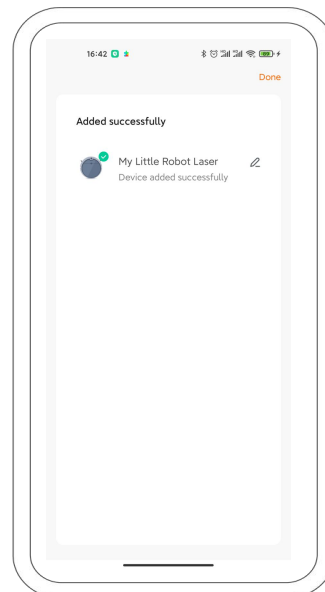 16:42
Done
Added successfully
My Little Robot Laser
Device added successfully